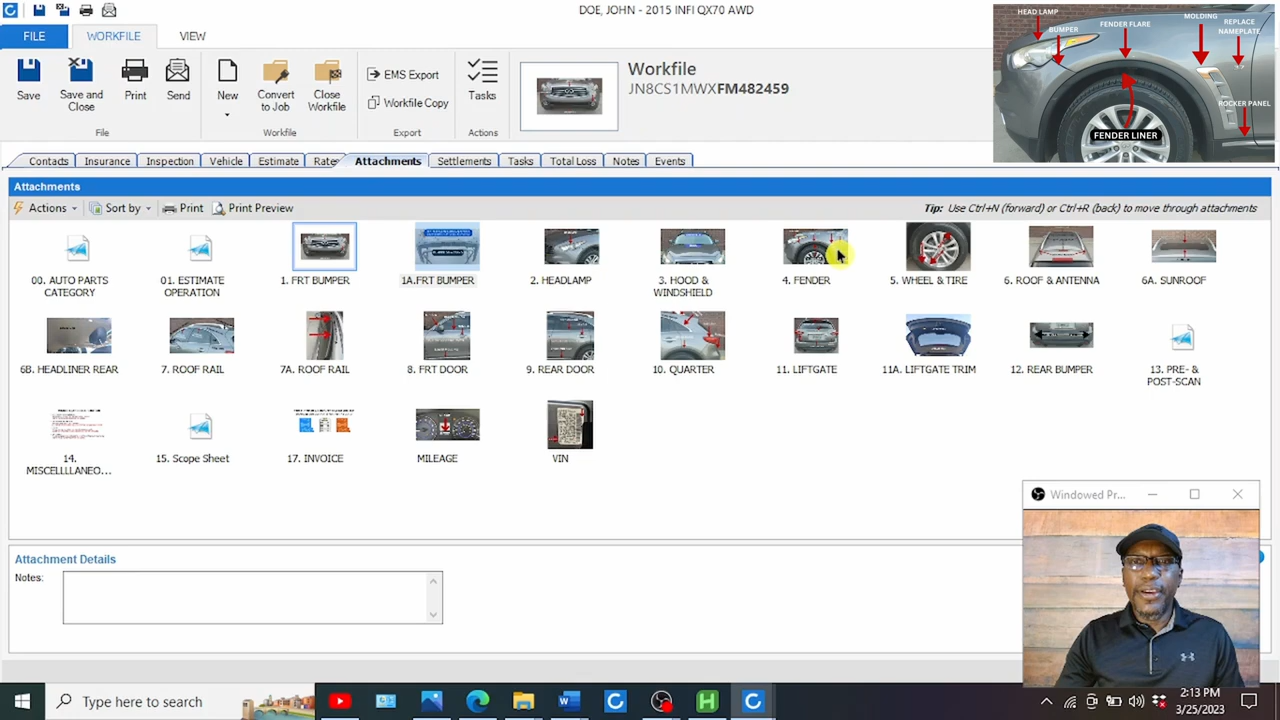 DOE, JOHN - 2015 INFI QX70 AWD
FILE WORKFILE VIEW
Save
Save and Close
Print
Send
File
New
Convert to Job
Close Workfile
Workfile
EMS Export
Workfile Copy
Export
Tasks
Actions
Workfile
JN8CS1MWXFM482459
HEAD LAMP
BUMPER
FENDER FLARE
MOLDING
REPLACE
NAMEPLATE
ROCKER PANEL
FENDER LINER
Contacts Insurance Inspection Vehicle Estimate Rates Attachments Settlements Tasks Total Loss Notes Events
Attachments
Actions Sort by Print Print Preview Tip: Use Ctrl+N (forward) or Ctrl+R (back) to move through attachments
00. AUTO PARTS
CATEGORY
01. ESTIMATE
OPERATION
1. FRT BUMPER
1A.FRT BUMPER
2. HEADLAMP
3. HOOD &
WINDSHIELD
4. FENDER
5. WHEEL & TIRE
6. ROOF & ANTENNA
6A. SUNROOF
6B. HEADLINER REAR
7. ROOF RAIL
7A. ROOF RAIL
8. FRT DOOR
9. REAR DOOR
10. QUARTER
11. LIFTGATE
11A. LIFTGATE TRIM
12. REAR BUMPER
13. PRE- &
POST-SCAN
14.
MISCELLLANEO...
15. Scope Sheet
17. INVOICE
MILEAGE
VIN
Attachment Details
Notes:
Windowed Pr...
Type here to search
2:13 PM
3/25/2023